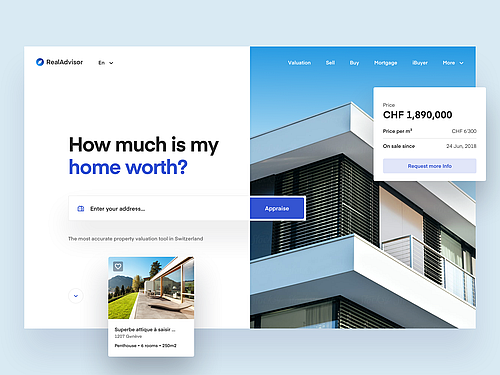 RealAdvisor
En
Valuation Sell Buy Mortgage iBuyer More
Price
CHF 1,890,000
Price per m² CHF 6'300
On sale since 24 Jun, 2018
Request more Info
How much is my
home worth?
Enter your address...
Appraise
The most accurate property valuation tool in Switzerland
Superbe attique à saisir ...
1207 Genève
Penthouse • 6 rooms • 250m2